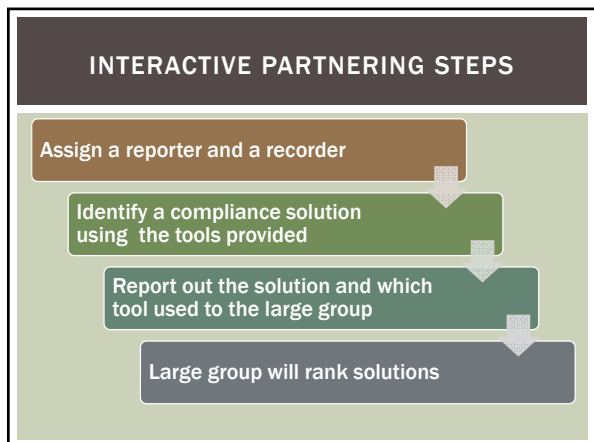 INTERACTIVE PARTNERING STEPS
Assign a reporter and a recorder
Identify a compliance solution
using the tools provided
Report out the solution and which
tool used to the large group
Large group will rank solutions